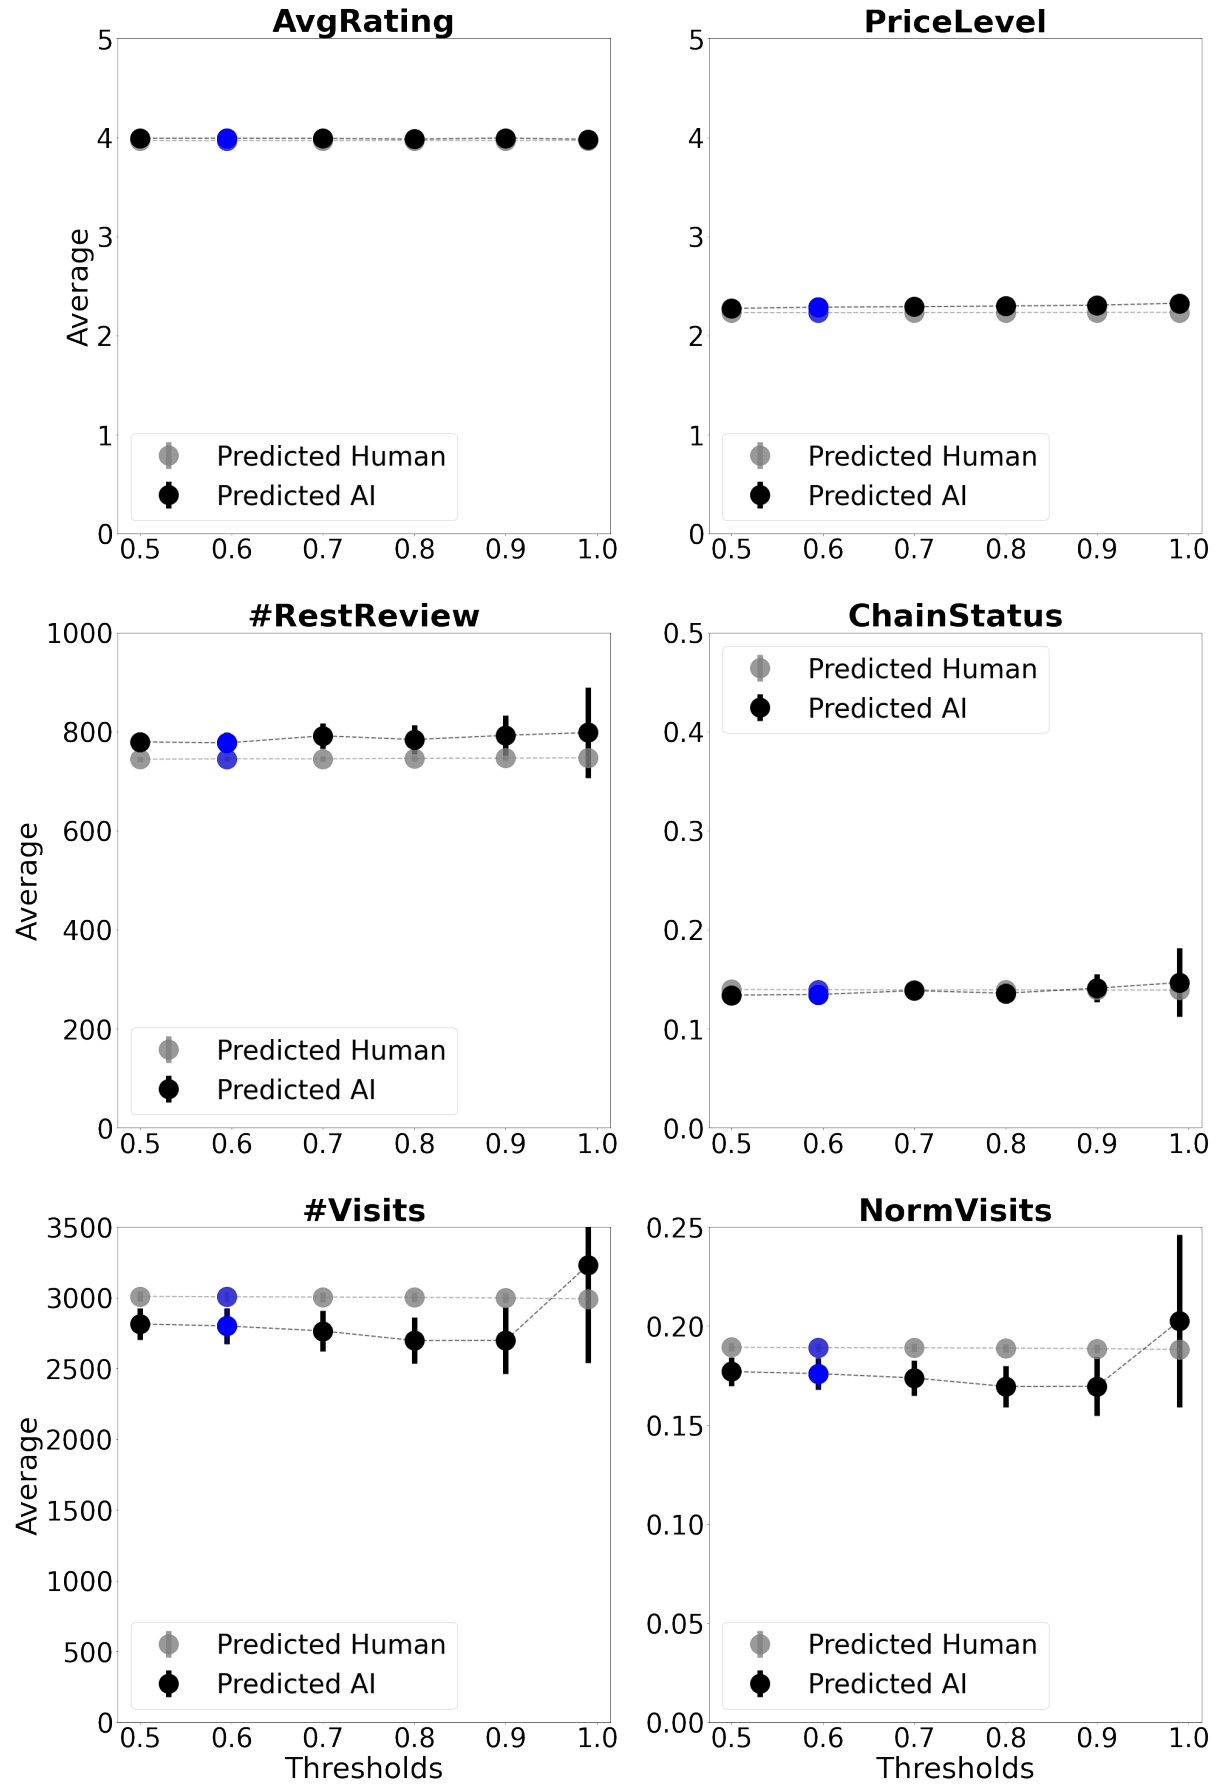 AvgRating
5
4
3
2
1
0
Average
Predicted Human
Predicted AI
0.5 0.6 0.7 0.8 0.9 1.0
PriceLevel
5
4
3
2
1
0
Predicted Human
Predicted AI
0.5 0.6 0.7 0.8 0.9 1.0
#RestReview
1000
800
600
400
200
0
Average
Predicted Human
Predicted AI
0.5 0.6 0.7 0.8 0.9 1.0
ChainStatus
0.5
0.4
0.3
0.2
0.1
0.0
Predicted Human
Predicted AI
0.5 0.6 0.7 0.8 0.9 1.0
#Visits
3500
3000
2500
2000
1500
1000
500
0
Average
Predicted Human
Predicted AI
0.5 0.6 0.7 0.8 0.9 1.0
Thresholds
NormVisits
0.25
0.20
0.15
0.10
0.05
0.00
Predicted Human
Predicted AI
0.5 0.6 0.7 0.8 0.9 1.0
Thresholds